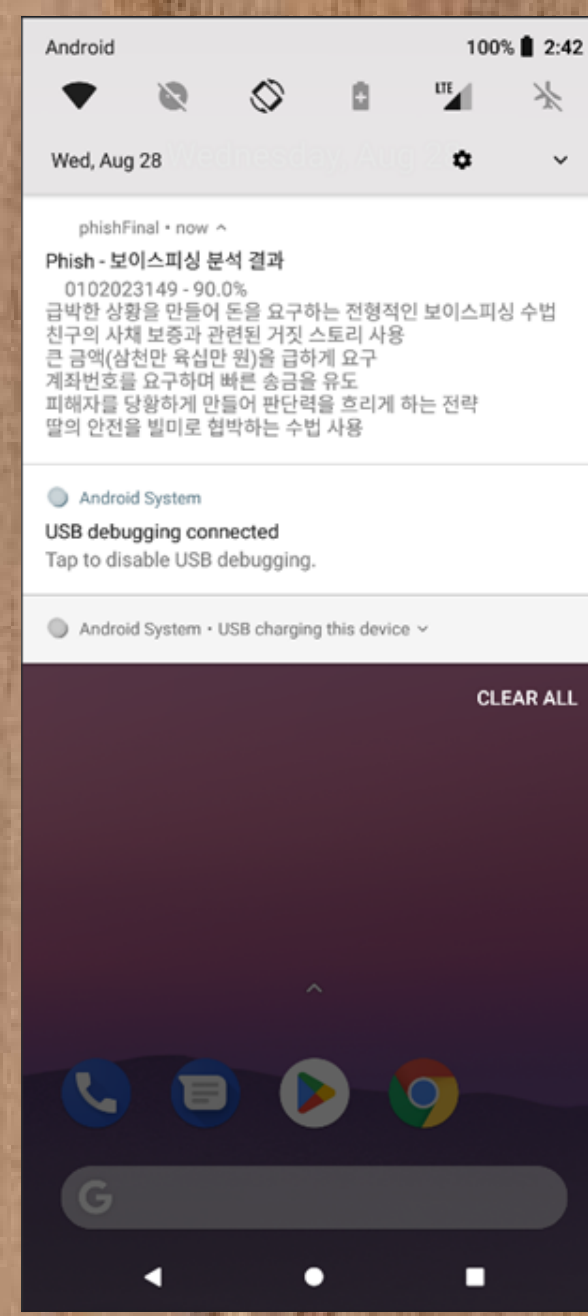 Android
100% 2:42
LTE
Wed, Aug 28
phishFinal • now
Phish - 보이스피싱 분석 결과
0102023149 - 90.0%
급박한 상황을 만들어 돈을 요구하는 전형적인 보이스피싱 수법
친구의 사채 보증과 관련된 거짓 스토리 사용
큰 금액(삼천만 육십만 원)을 급하게 요구
계좌번호를 요구하며 빠른 송금을 유도
피해자를 당황하게 만들어 판단력을 흐리게 하는 전략
딸의 안전을 빌미로 협박하는 수법 사용
Android System
USB debugging connected
Tap to disable USB debugging.
Android System • USB charging this device
CLEAR ALL
G